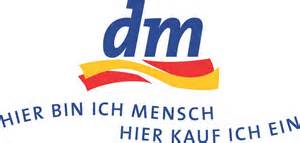 dm
HIER BIN ICH MENSCH
HIER KAUF ICH EIN